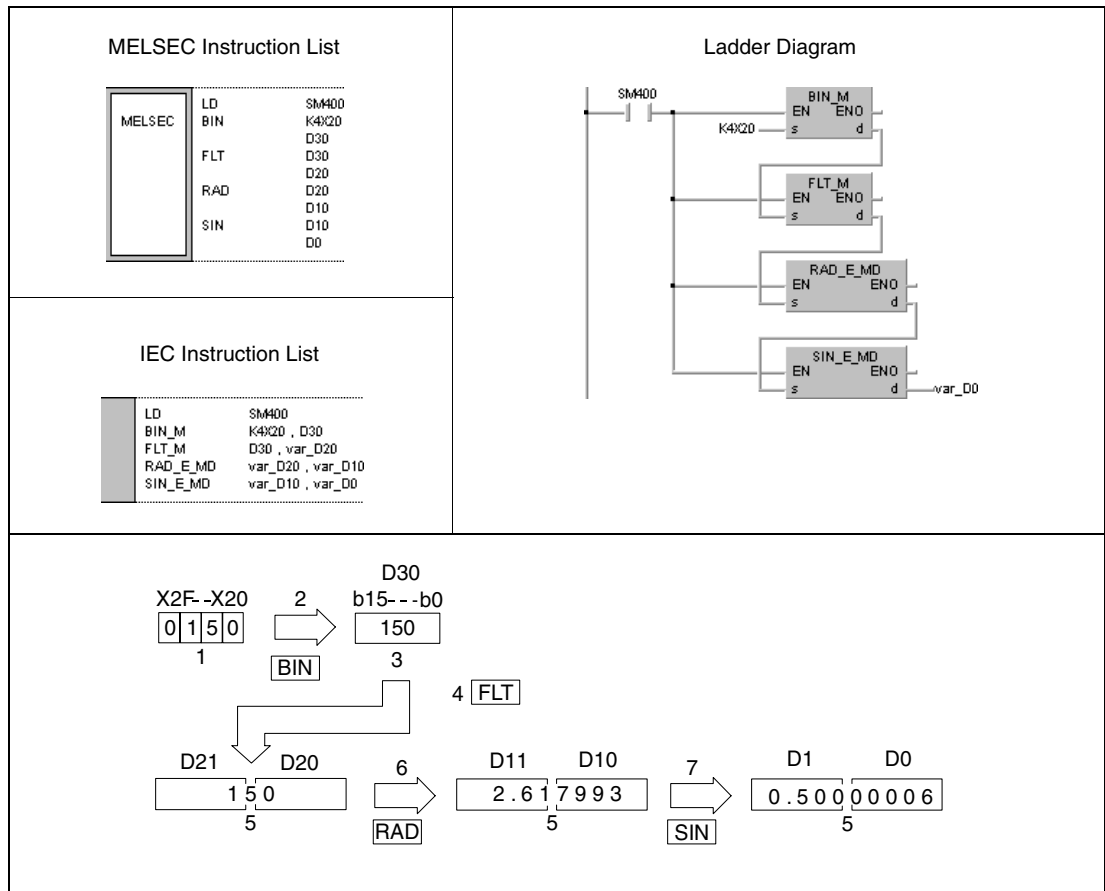 MELSEC Instruction List
MELSEC
LD SM400
BIN K4X20
D30
FLT D30
D20
RAD D20
D10
SIN D10
D0
IEC Instruction List
LD SM400
BIN_M K4X20 , D30
FLT_M D30 , var_D20
RAD_E_MD var_D20 , var_D10
SIN_E_MD var_D10 , var_D0
Ladder Diagram
SM400
BIN_M
EN ENO
K4X20 s d
FLT_M
EN ENO
s d
RAD_E_MD
EN ENO
s d
SIN_E_MD
EN ENO
s d var_D0
D30
X2F- -X20 2 b15- - -b0
0 1 5 0 150
1 BIN 3
4 FLT
D21 D20 6 D11 D10 7 D1 D0
1 5 0 2 . 6 1 7 9 9 3 0 . 5 0 0 0 0 0 0 6
5 RAD 5 SIN 5